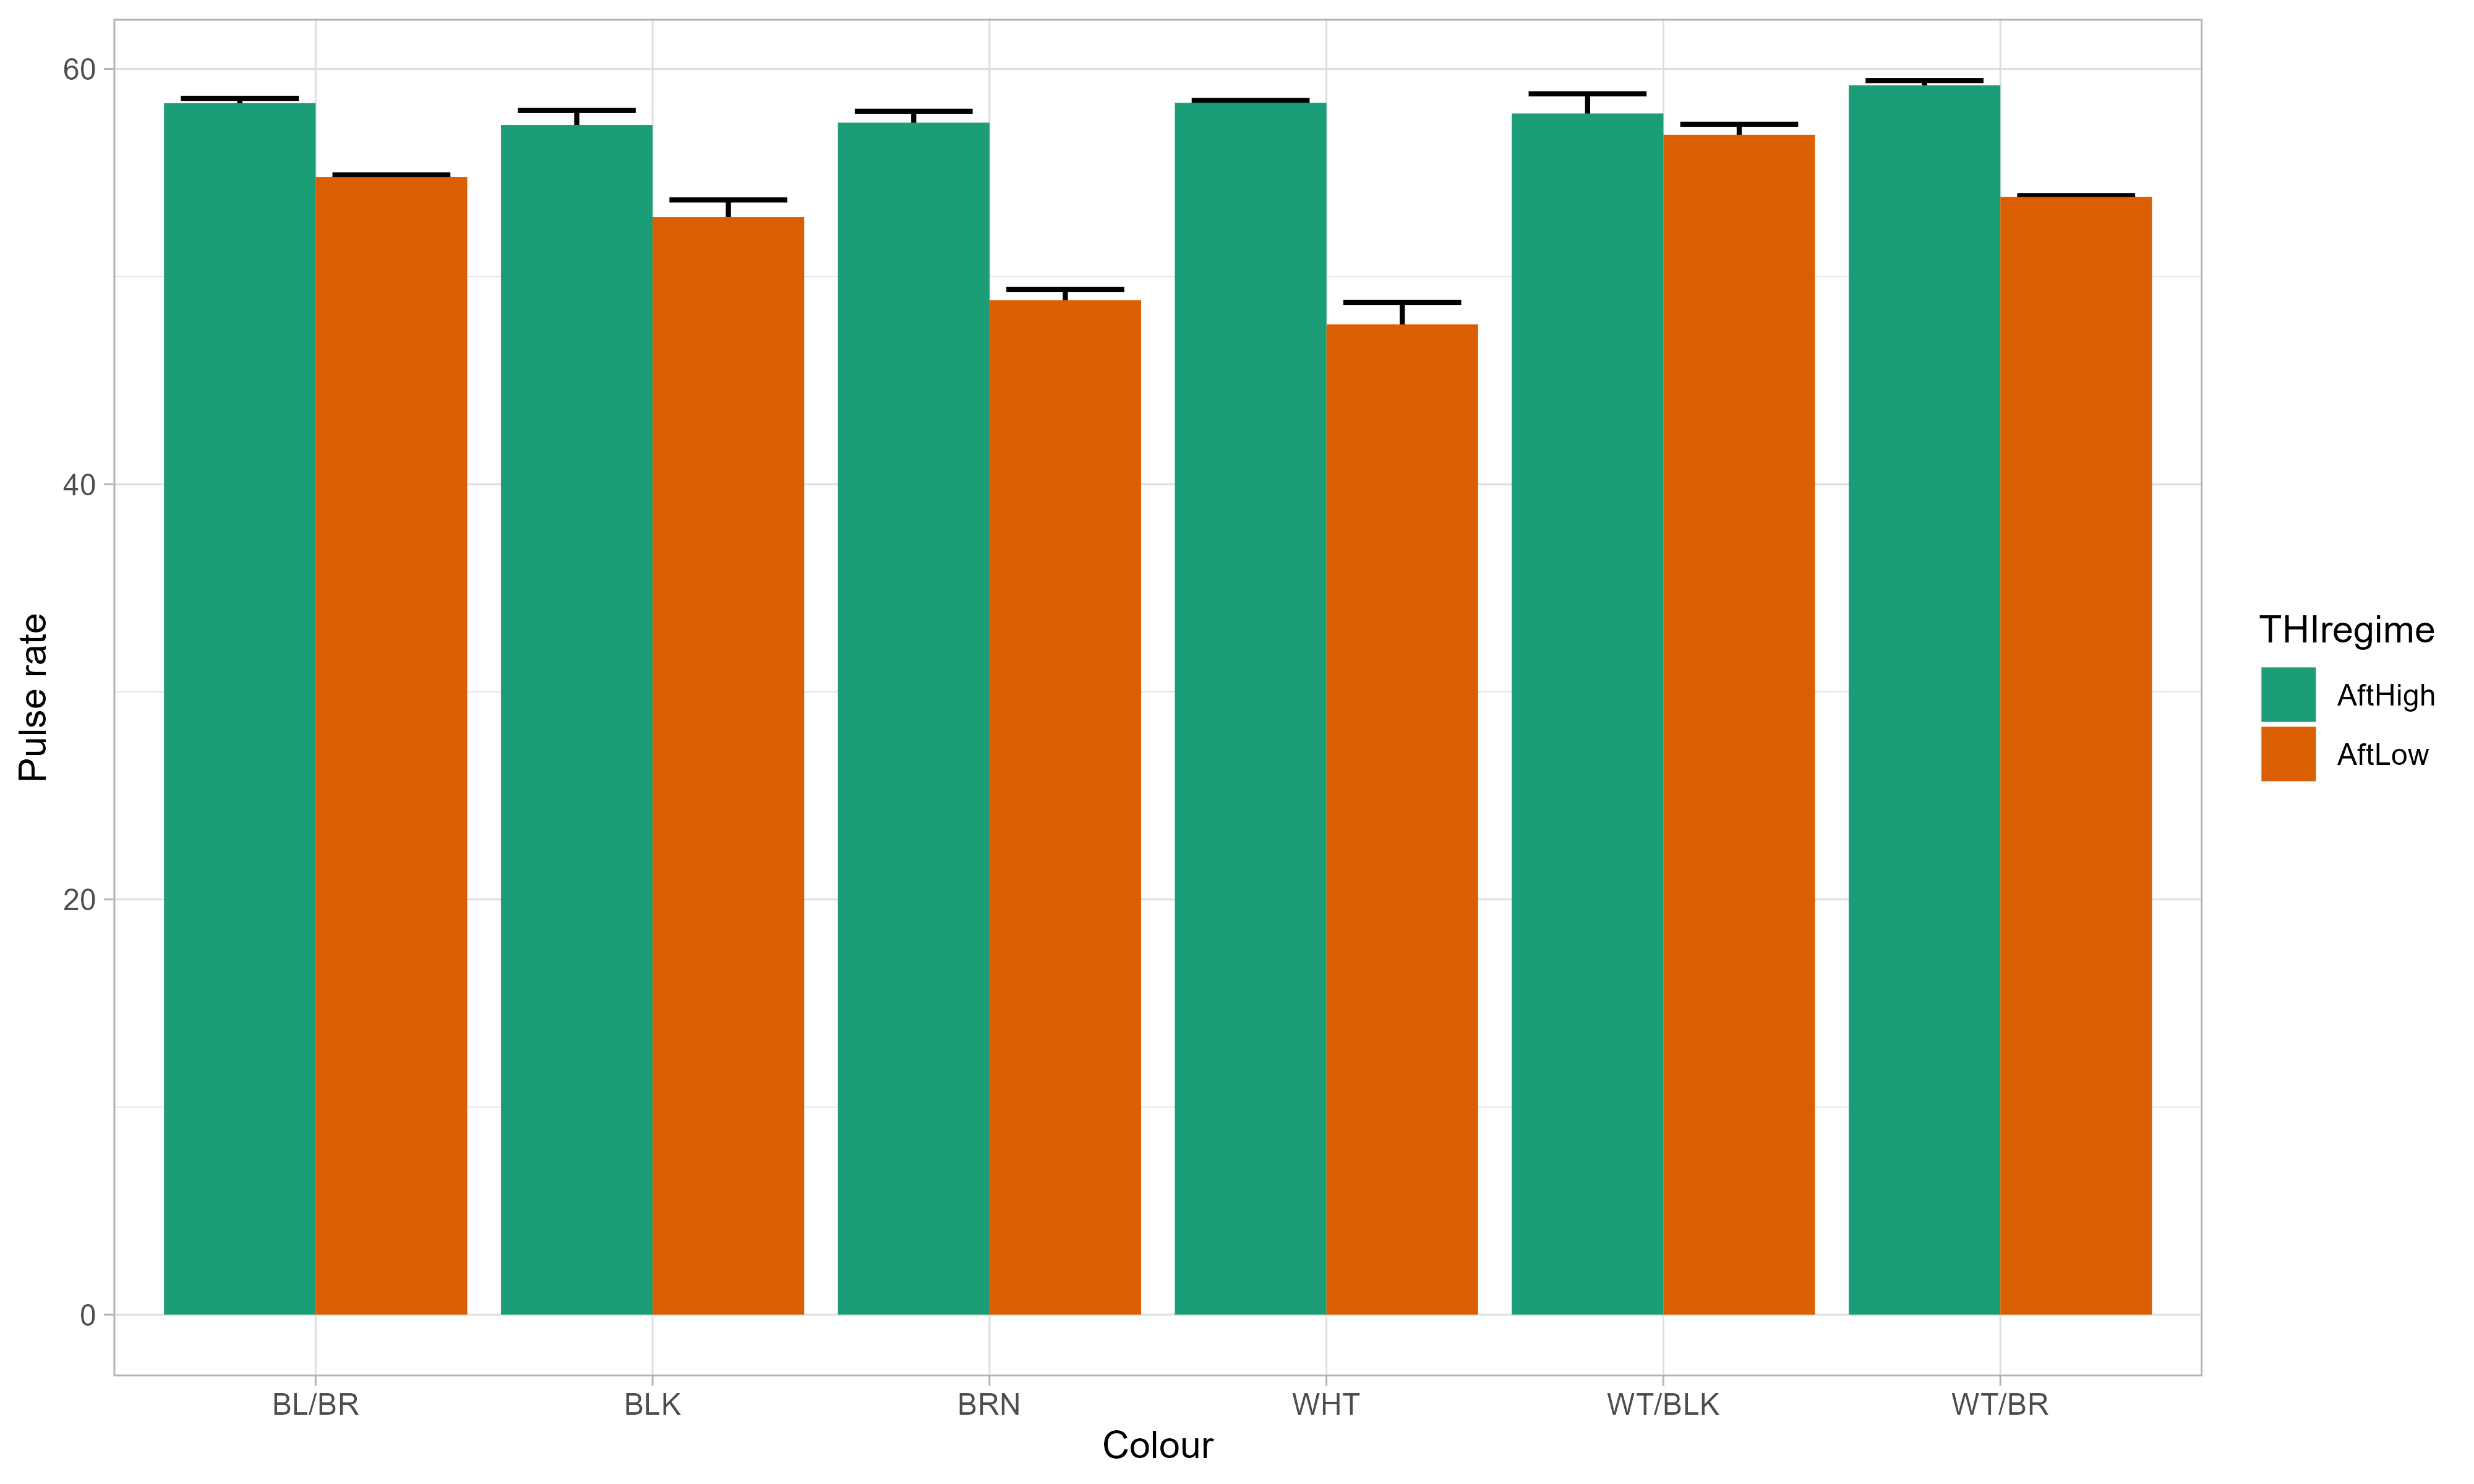 60
40
20
0
Pulse rate
BL/BR
BLK
BRN
WHT
WT/BLK
WT/BR
Colour
THIregime
AftHigh
AftLow